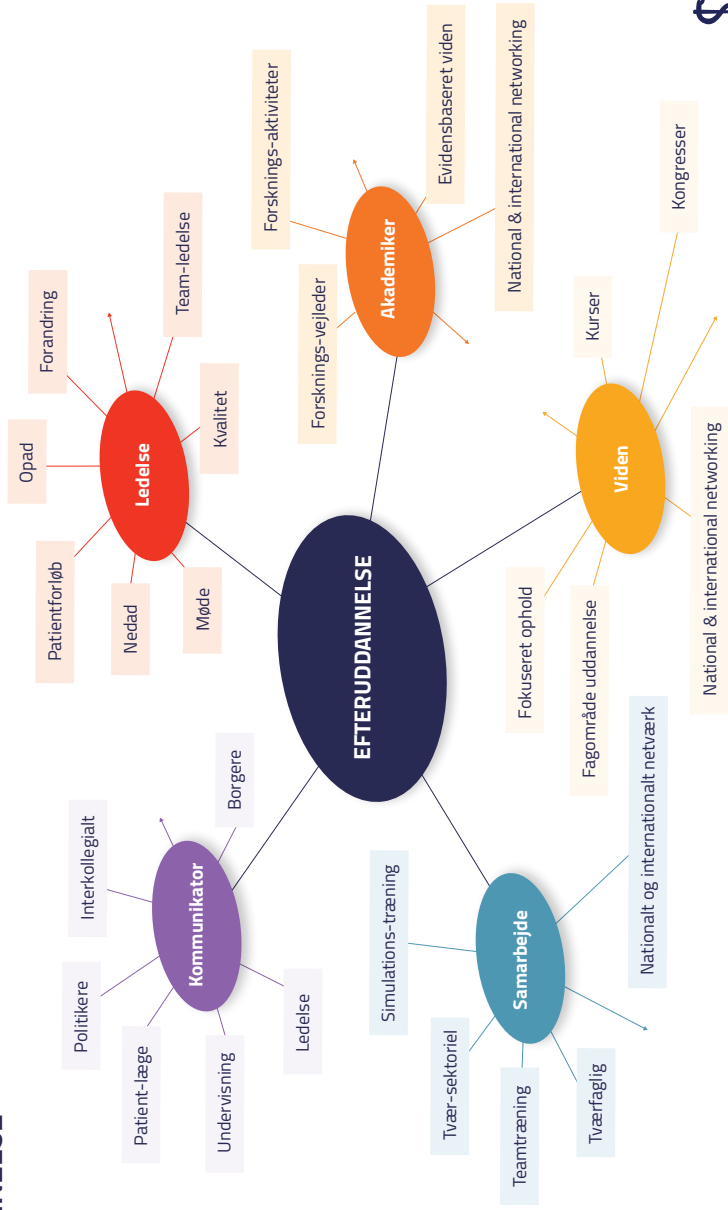 EFTERUDDANNELSE
Kommunikator
Politikere
Interkollegialt
Patient-læge
Borgere
Undervisning
Ledelse
Ledelse
Patientforløb
Opad
Forandring
Nedad
Team-ledelse
Møde
Kvalitet
Akademiker
Forsknings-aktiviteter
Forsknings-vejleder
Evidensbaseret viden
National & international networking
Viden
Kurser
Fokuseret ophold
Kongresser
Fagområde uddannelse
National & international networking
Samarbejde
Simulations-træning
Tvær-sektoriel
Teamtræning
Tværfaglig
Nationalt og internationalt netværk